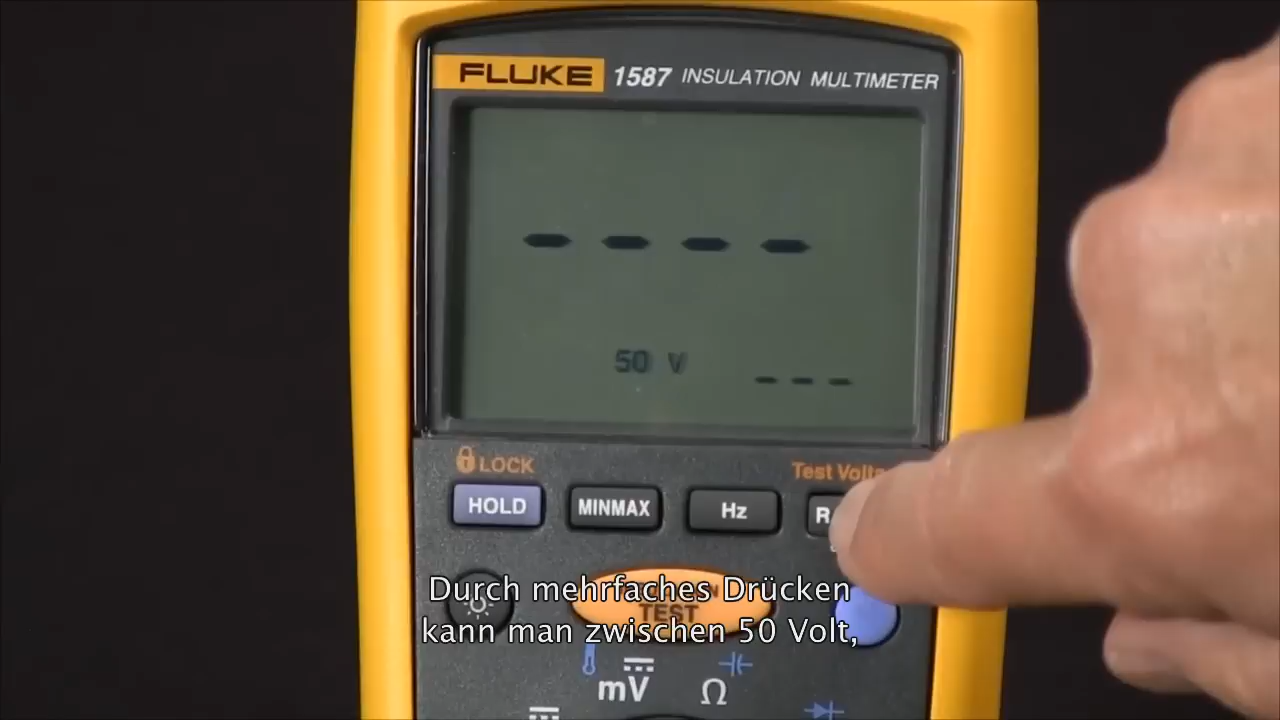 FLUKE 1587 INSULATION MULTIMETER
- - - -
50 V
- - -
LOCK
Test Volts
HOLD
MINMAX
Hz
R
TEST
Durch mehrfaches Drücken
kann man zwischen 50 Volt,
mV
Ω